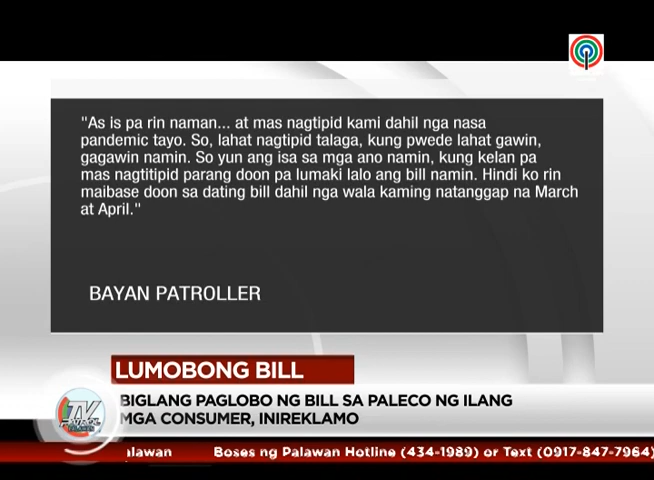 "As is pa rin naman... at mas nagtipid kami dahil nga nasa
pandemic tayo. So, lahat nagtipid talaga, kung pwede lahat gawin,
gagawin namin. So yun ang isa sa mga ano namin, kung kelan pa
mas nagtitipid parang doon pa lumaki lalo ang bill namin. Hindi ko rin
maibase doon sa dating bill dahil nga wala kaming natanggap na March
at April."
BAYAN PATROLLER
LUMOBONG BILL
BIGLANG PAGLOBO NG BILL SA PALECO NG ILANG
MGA CONSUMER, INIREKLAMO
TV
PATROL
alawan Boses ng Palawan Hotline (434-1989) or Text (0917-847-7964)